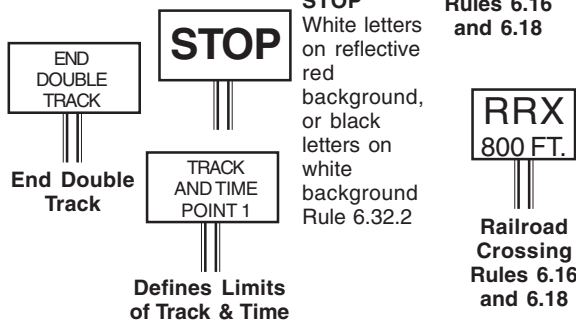 END
DOUBLE
TRACK
End Double
Track
STOP
TRACK
AND TIME
POINT 1
Defines Limits
of Track & Time
STOP
White letters
on reflective
red
background,
or black
letters on
white
background
Rule 6.32.2
Rules 6.16
and 6.18
RRX
800 FT.
Railroad
Crossing
Rules 6.16
and 6.18